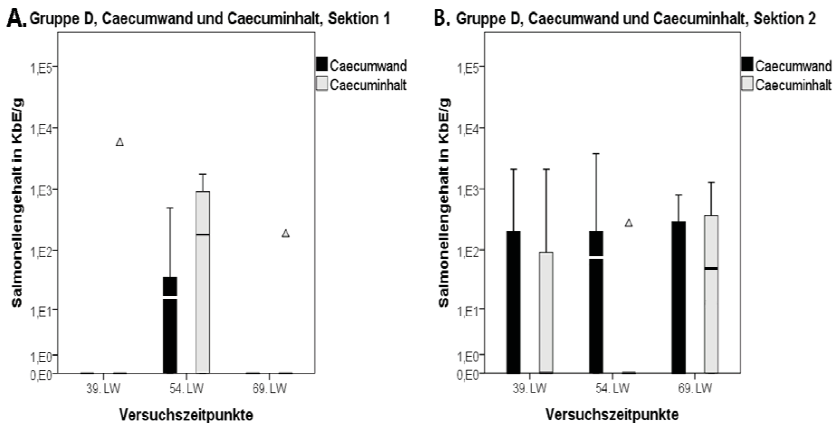 A. Gruppe D, Caecumwand und Caecuminhalt, Sektion 1
Salmonellengehalt in KbE/g
1,E5
1,E4
1,E3
1,E2
1,E1
1,E0
0,E0
39. LW
54. LW
69. LW
Versuchszeitpunkte
Caecumwand
Caecuminhalt
B. Gruppe D, Caecumwand und Caecuminhalt, Sektion 2
Salmonellengehalt in KbE/g
1,E5
1,E4
1,E3
1,E2
1,E1
1,E0
0,E0
39. LW
54. LW
69. LW
Versuchszeitpunkte
Caecumwand
Caecuminhalt